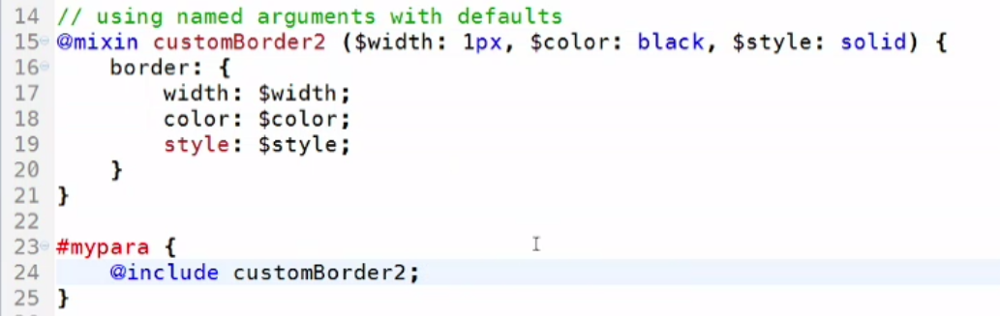 14 // using named arguments with defaults
15 @mixin customBorder2 ($width: 1px, $color: black, $style: solid) {
16     border: {
17         width: $width;
18         color: $color;
19         style: $style;
20     }
21 }
22
23 #mypara {
24     @include customBorder2;
25 }